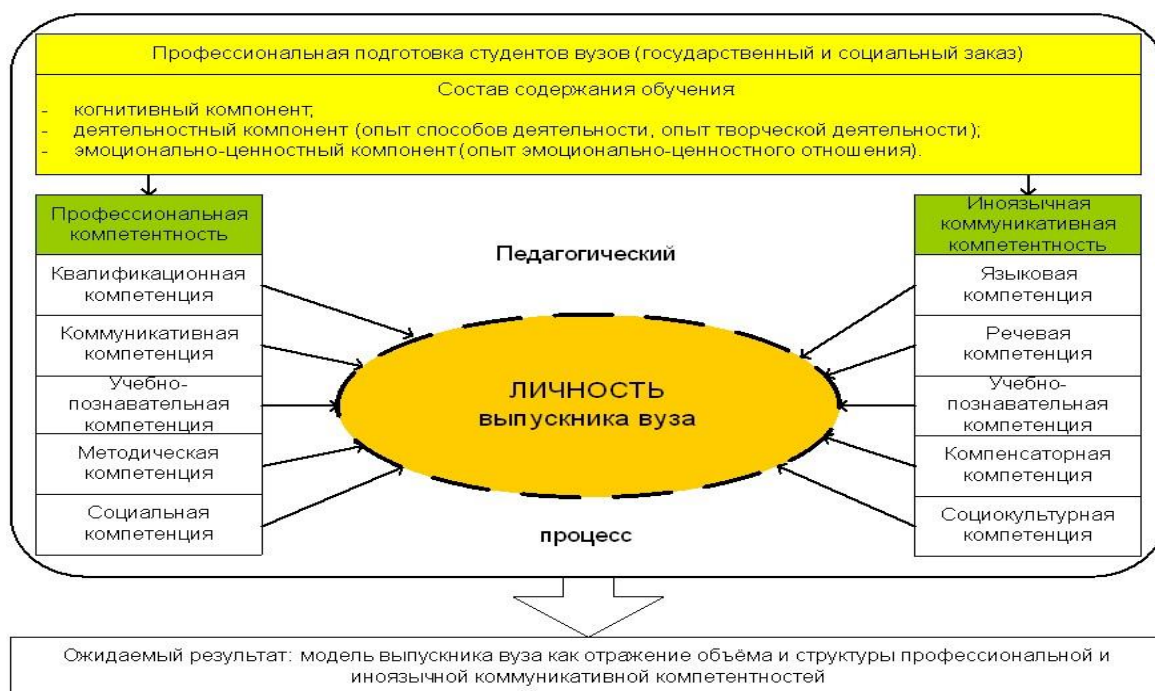 Профессиональная подготовка студентов вузов (государственный и социальный заказ)
Состав содержания обучения
- когнитивный компонент;
- деятельностный компонент (опыт способов деятельности, опыт творческой деятельности);
- эмоционально-ценностный компонент (опыт эмоционально-ценностного отношения).
Профессиональная
компетентность
Квалификационная
компетенция
Коммуникативная
компетенция
Учебно-
познавательная
компетенция
Методическая
компетенция
Социальная
компетенция
Педагогический
ЛИЧНОСТЬ
выпускника вуза
процесс
Иноязычная
коммуникативная
компетентность
Языковая
компетенция
Речевая
компетенция
Учебно-
познавательная
компетенция
Компенсаторная
компетенция
Социокультурная
компетенция
Ожидаемый результат: модель выпускника вуза как отражение объёма и структуры профессиональной и
иноязычной коммуникативной компетентностей